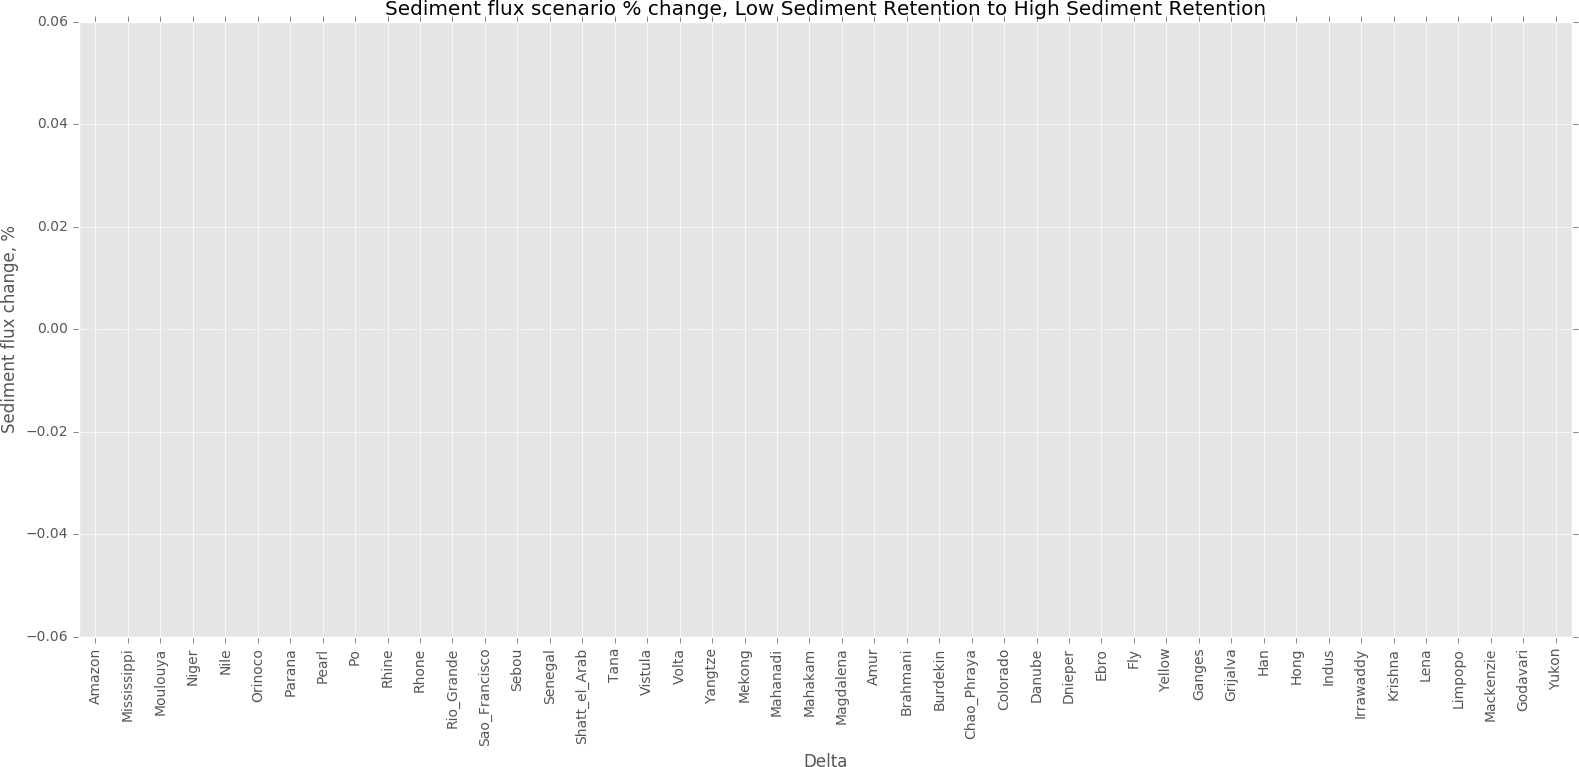 Sediment flux scenario % change, Low Sediment Retention to High Sediment Retention
Sediment flux change, %
0.06
0.04
0.02
0.00
−0.02
−0.04
−0.06
Amazon
Mississippi
Moulouya
Niger
Nile
Orinoco
Parana
Pearl
Po
Rhine
Rhone
Rio_Grande
Sao_Francisco
Sebou
Senegal
Shatt_el_Arab
Tana
Vistula
Volta
Yangtze
Mekong
Mahanadi
Mahakam
Magdalena
Amur
Brahmani
Burdekin
Chao_Phraya
Colorado
Danube
Dnieper
Ebro
Fly
Yellow
Ganges
Grijalva
Han
Hong
Indus
Irrawaddy
Krishna
Lena
Limpopo
Mackenzie
Godavari
Yukon
Delta